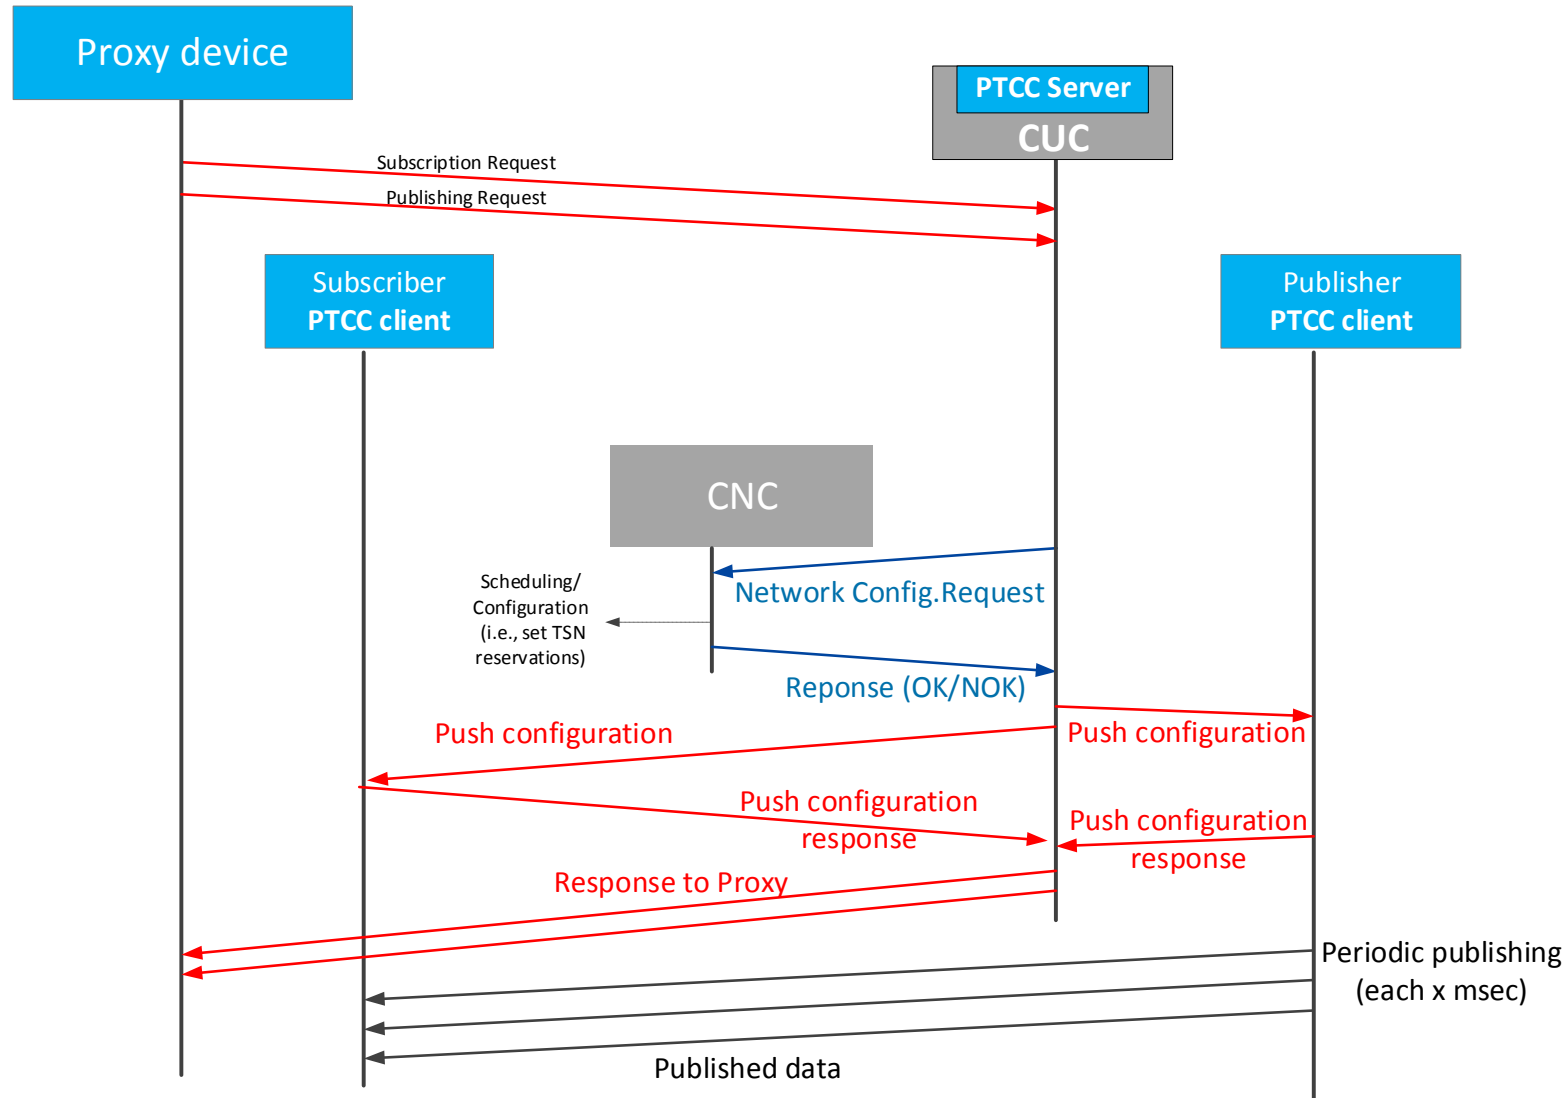 Proxy device
PTCC Server
CUC
Subscription Request
Publishing Request
Subscriber
PTCC client
Publisher
PTCC client
CNC
Scheduling/
Configuration
(i.e., set TSN
reservations)
Network Config.Request
Reponse (OK/NOK)
Push configuration
Push configuration
Push configuration
response
Push configuration
response
Response to Proxy
Periodic publishing
(each x msec)
Published data